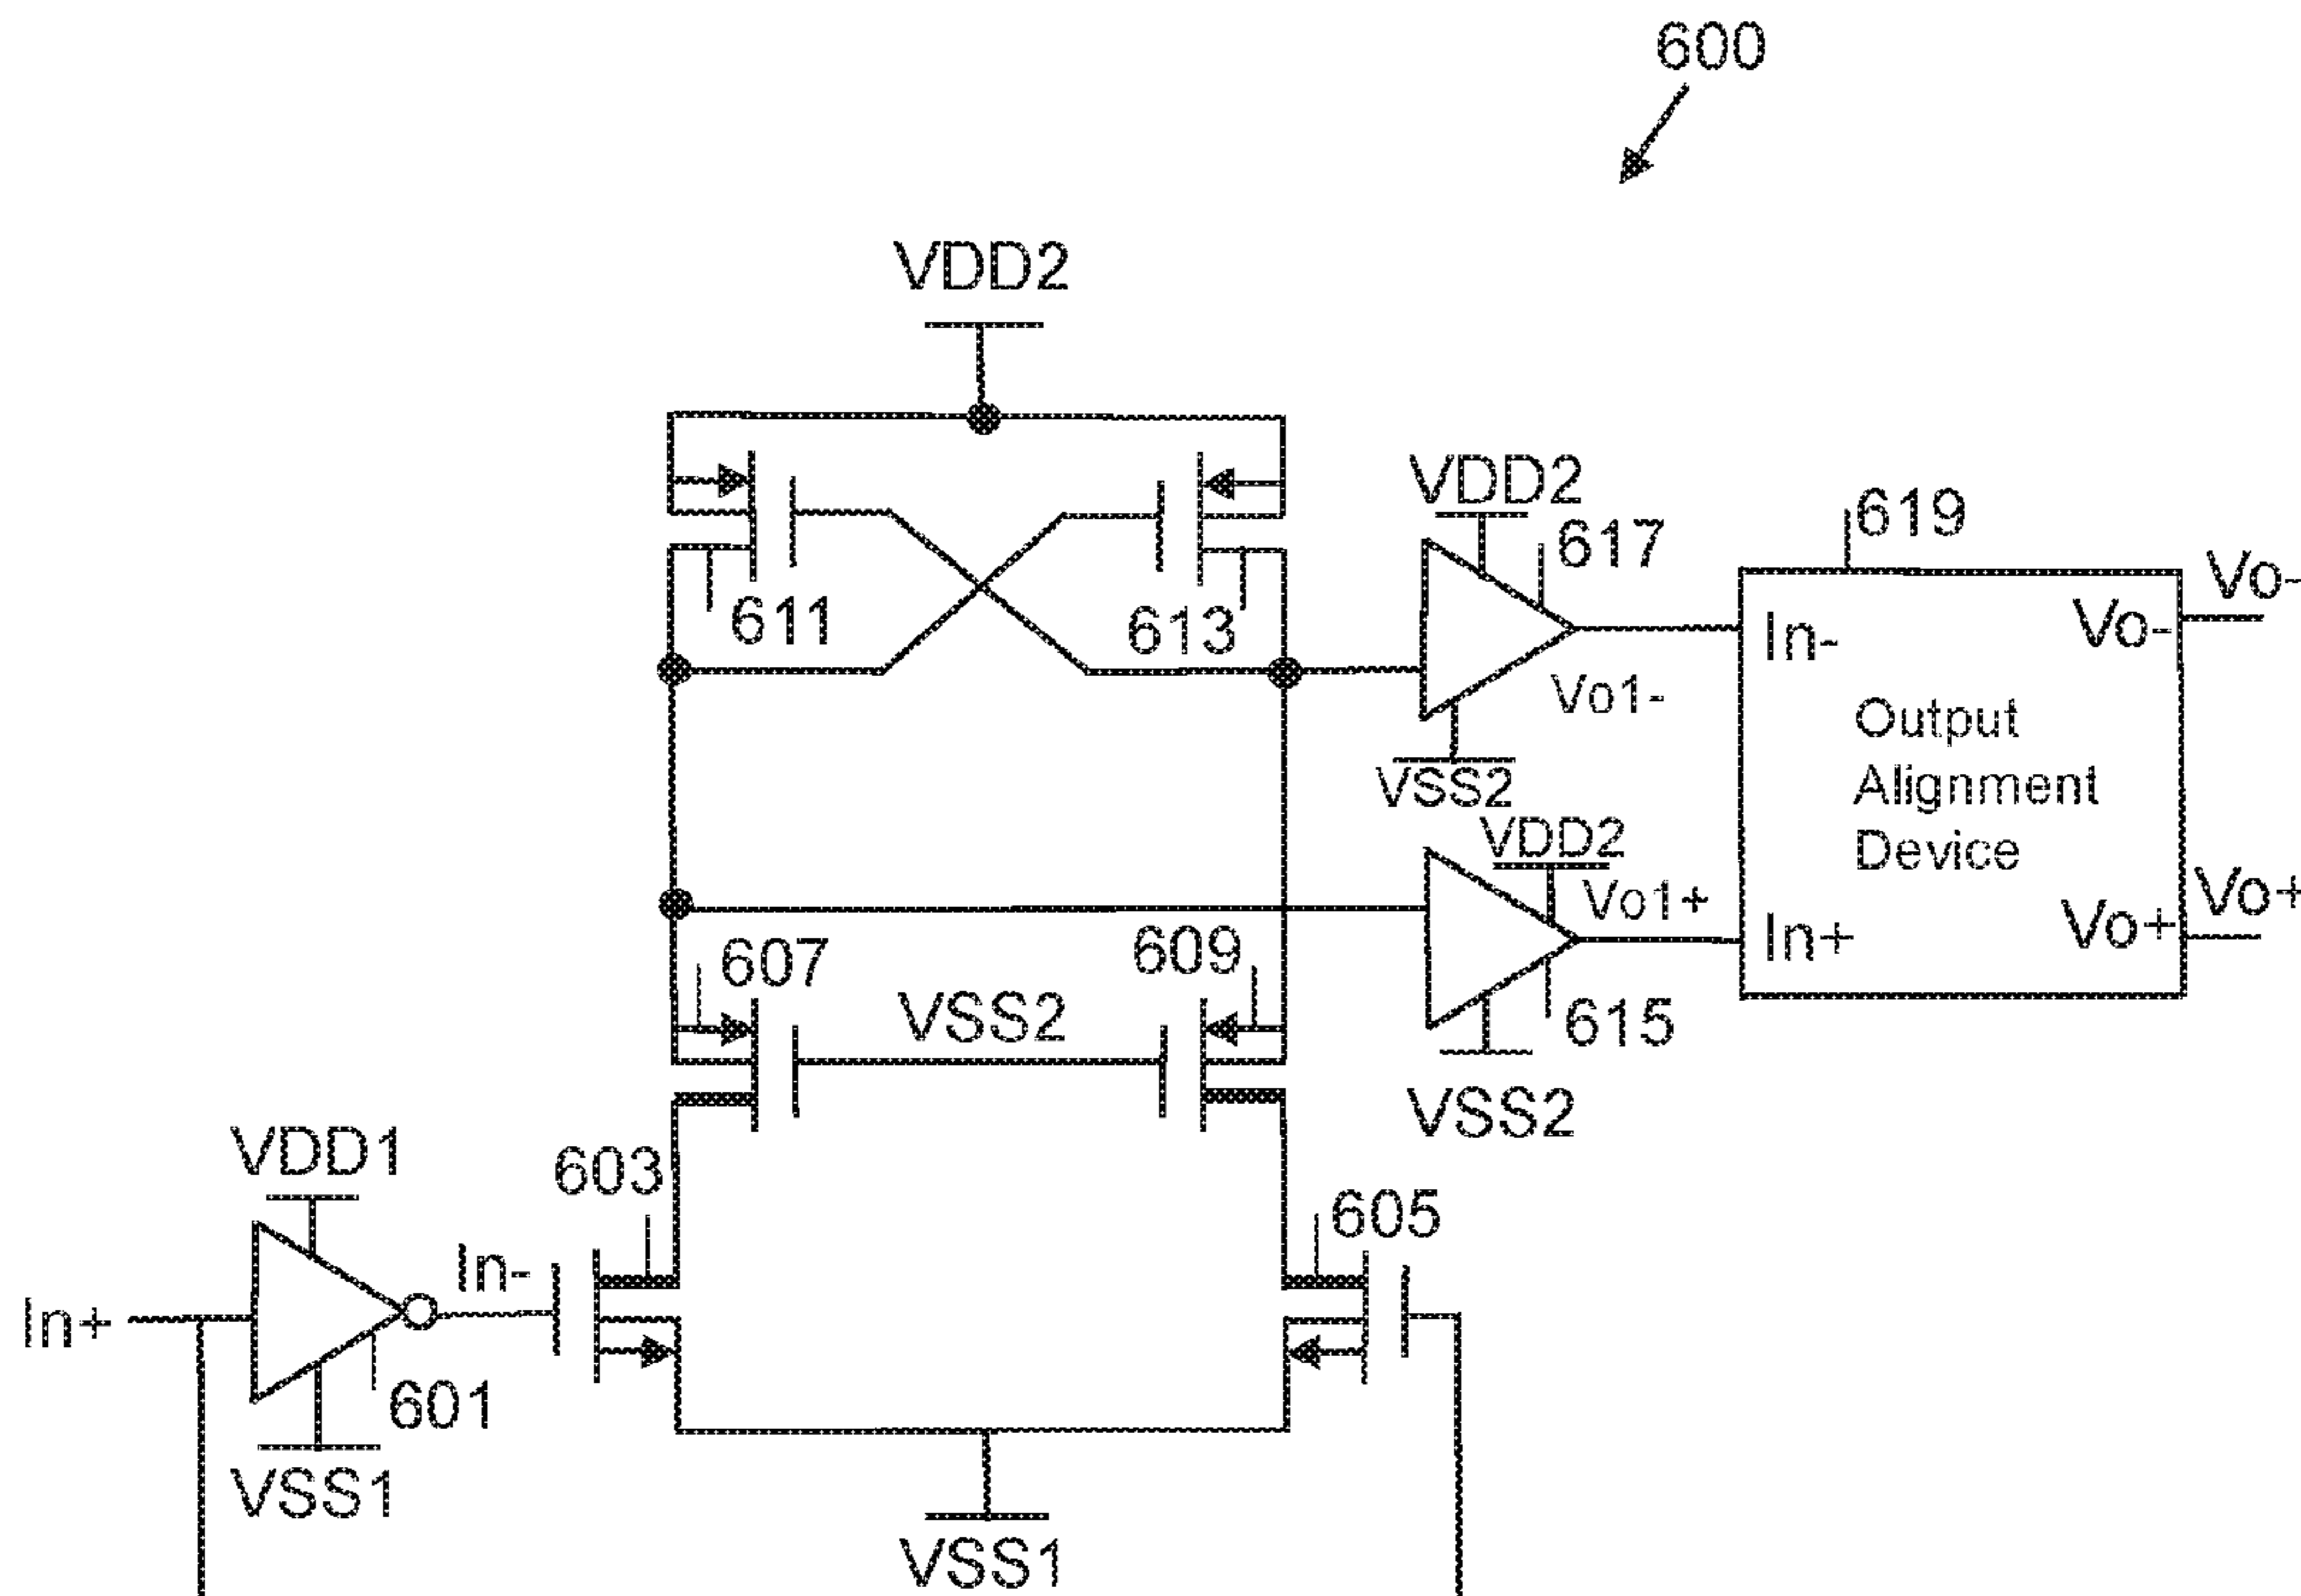 600
VDD2
VDD2
617
619
Vo-
611
613
In-
Vo-
Vo1-
Output
Alignment
Device
VSS2
VDD2
Vo1+
In+
Vo+
Vo+
607
609
VSS2
615
VSS2
VDD1
603
605
In-
In+
601
VSS1
VSS1